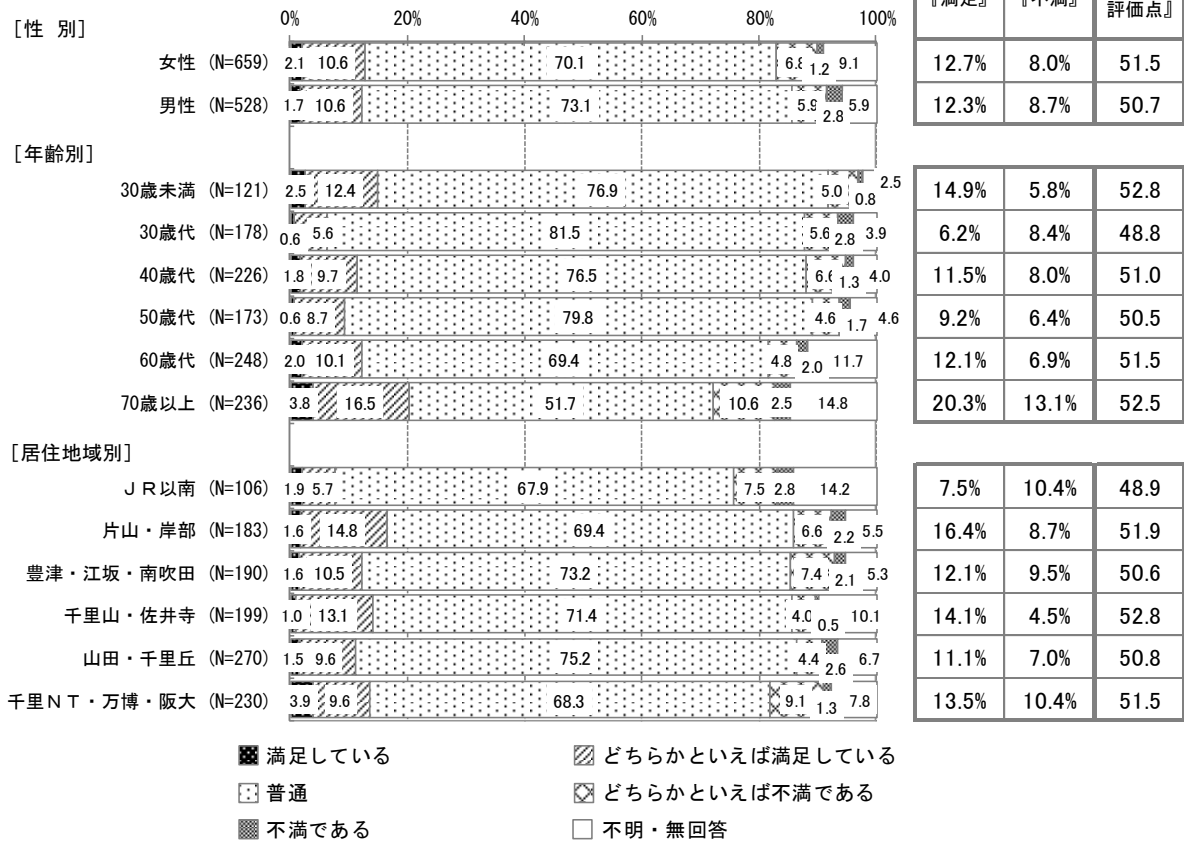 0% 20% 40% 60% 80% 100%
『満足』 『不満』 評価点』
［性 別］
女性 (N=659) 2.1 10.6 70.1 6.8 1.2 9.1 12.7% 8.0% 51.5
男性 (N=528) 1.7 10.6 73.1 5.9 2.8 5.9 12.3% 8.7% 50.7
［年齢別］
30歳未満 (N=121) 2.5 12.4 76.9 5.0 0.8 2.5 14.9% 5.8% 52.8
30歳代 (N=178) 0.6 5.6 81.5 5.6 2.8 3.9 6.2% 8.4% 48.8
40歳代 (N=226) 1.8 9.7 76.5 6.6 1.3 4.0 11.5% 8.0% 51.0
50歳代 (N=173) 0.6 8.7 79.8 4.6 1.7 4.6 9.2% 6.4% 50.5
60歳代 (N=248) 2.0 10.1 69.4 4.8 2.0 11.7 12.1% 6.9% 51.5
70歳以上 (N=236) 3.8 16.5 51.7 10.6 2.5 14.8 20.3% 13.1% 52.5
［居住地域別］
ＪＲ以南 (N=106) 1.9 5.7 67.9 7.5 2.8 14.2 7.5% 10.4% 48.9
片山・岸部 (N=183) 1.6 14.8 69.4 6.6 2.2 5.5 16.4% 8.7% 51.9
豊津・江坂・南吹田 (N=190) 1.6 10.5 73.2 7.4 2.1 5.3 12.1% 9.5% 50.6
千里山・佐井寺 (N=199) 1.0 13.1 71.4 4.0 0.5 10.1 14.1% 4.5% 52.8
山田・千里丘 (N=270) 1.5 9.6 75.2 4.4 2.6 6.7 11.1% 7.0% 50.8
千里ＮＴ・万博・阪大 (N=230) 3.9 9.6 68.3 9.1 1.3 7.8 13.5% 10.4% 51.5
満足している どちらかといえば満足している
普通 どちらかといえば不満である
不満である 不明・無回答